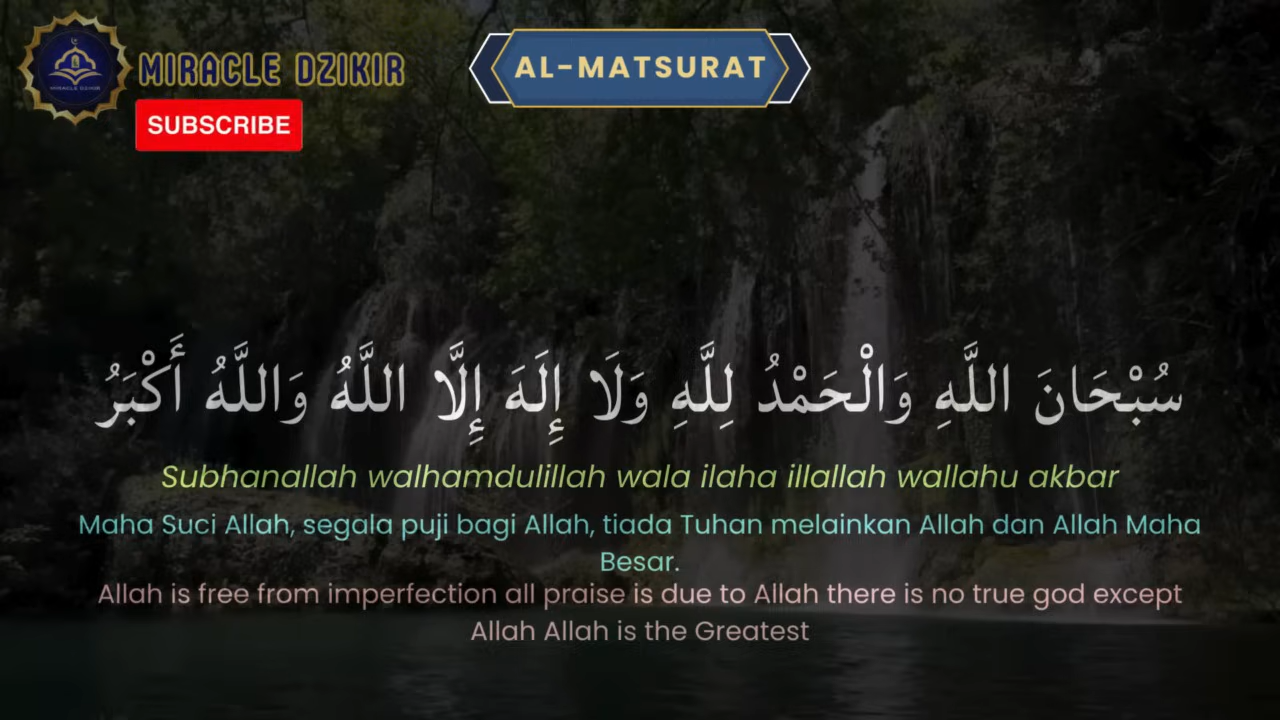 MIRACLE DZIKIR
MIRACLE DZIKIR
SUBSCRIBE
AL-MATSURAT
سُبْحَانَ اللَّهِ وَالْحَمْدُ لِلَّهِ وَلَا إِلَهَ إِلَّا اللَّهُ وَاللَّهُ أَكْبَرُ
Subhanallah walhamdulillah wala ilaha illallah wallahu akbar
Maha Suci Allah, segala puji bagi Allah, tiada Tuhan melainkan Allah dan Allah Maha
Besar.
Allah is free from imperfection all praise is due to Allah there is no true god except
Allah Allah is the Greatest